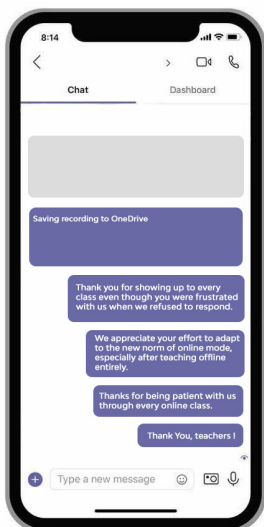 8:14
Chat Dashboard
Saving recording to OneDrive
Thank you for showing up to every
class even though you were frustrated
with us when we refused to respond.
We appreciate your effort to adapt
to the new norm of online mode,
especially after teaching offline
entirely.
Thanks for being patient with us
through every online class.
Thank You, teachers !
Type a new message